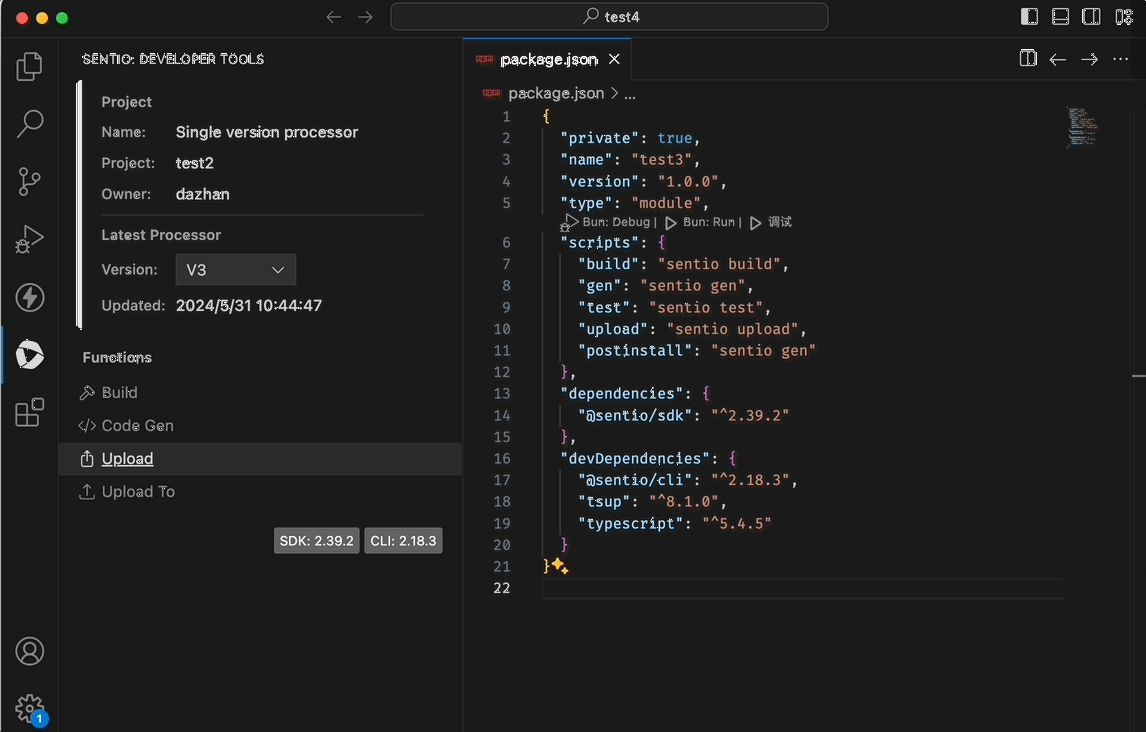 test4
SENTIO: DEVELOPER TOOLS
Project
Name: Single version processor
Project: test2
Owner: dazhan
Latest Processor
Version: V3
Updated: 2024/5/31 10:44:47
Functions
Build
</> Code Gen
Upload
Upload To
SDK: 2.39.2 CLI: 2.18.3
1
npm package.json ×
npm package.json > ...
1 {
2 "private": true,
3 "name": "test3",
4 "version": "1.0.0",
5 "type": "module",
Bun: Debug | Bun: Run | 调试
6 "scripts": {
7 "build": "sentio build",
8 "gen": "sentio gen",
9 "test": "sentio test",
10 "upload": "sentio upload",
11 "postinstall": "sentio gen"
12 },
13 "dependencies": {
14 "@sentio/sdk": "^2.39.2"
15 },
16 "devDependencies": {
17 "@sentio/cli": "^2.18.3",
18 "tsup": "^8.1.0",
19 "typescript": "^5.4.5"
20 }
21 }
22